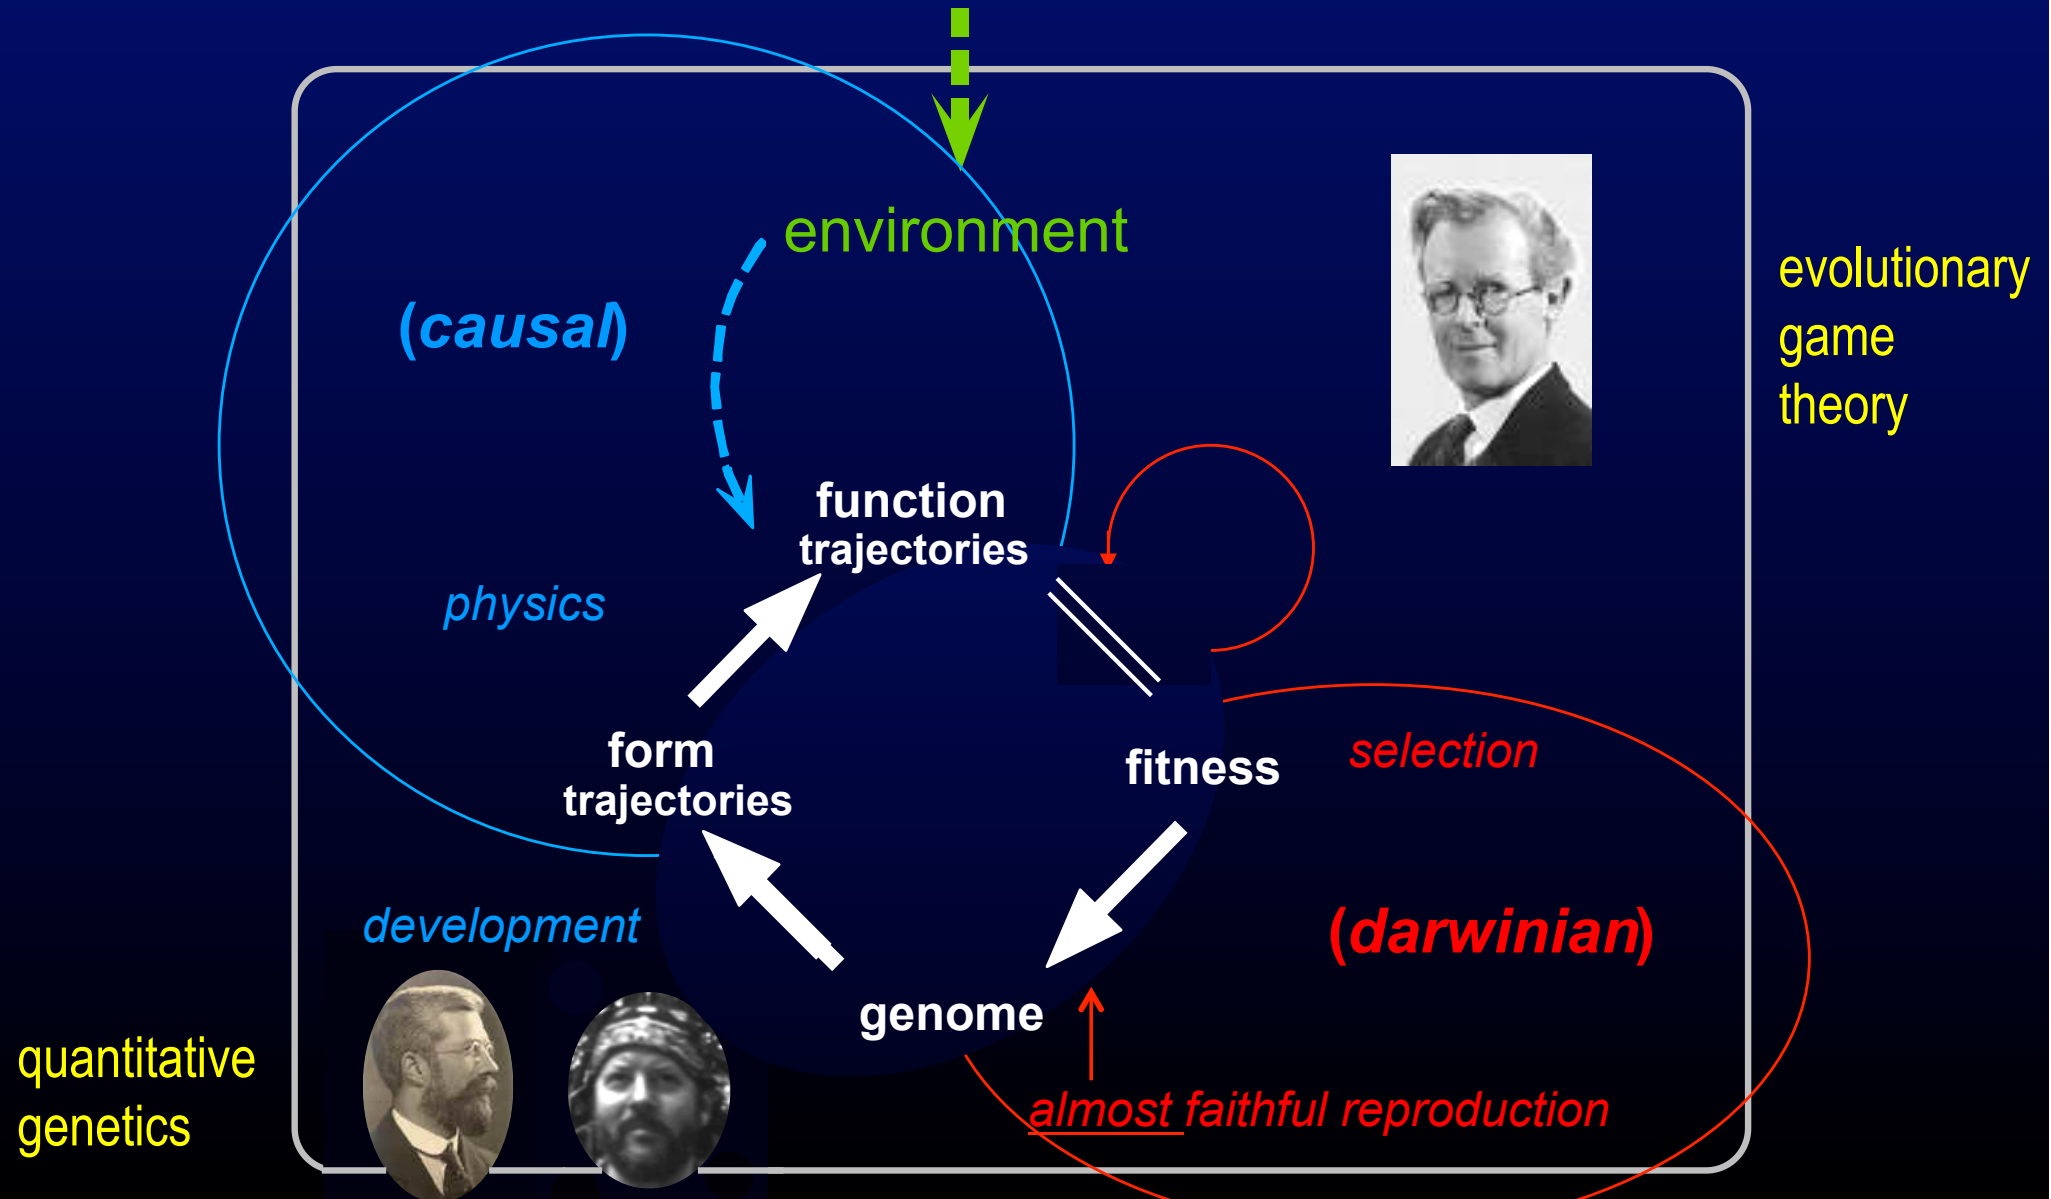 environment
(causal)
evolutionary
game
theory
function
trajectories
physics
form
trajectories
fitness
selection
development
(darwinian)
genome
quantitative
genetics
almost faithful reproduction